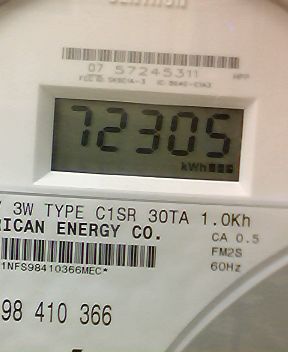 07 57245311
72305
kWh
3W TYPE C1SR 30TA 1.0Kh
RICAN ENERGY CO.
CA 0.5
FM2S
60Hz
1NFS98410366MEC*
98 410 366